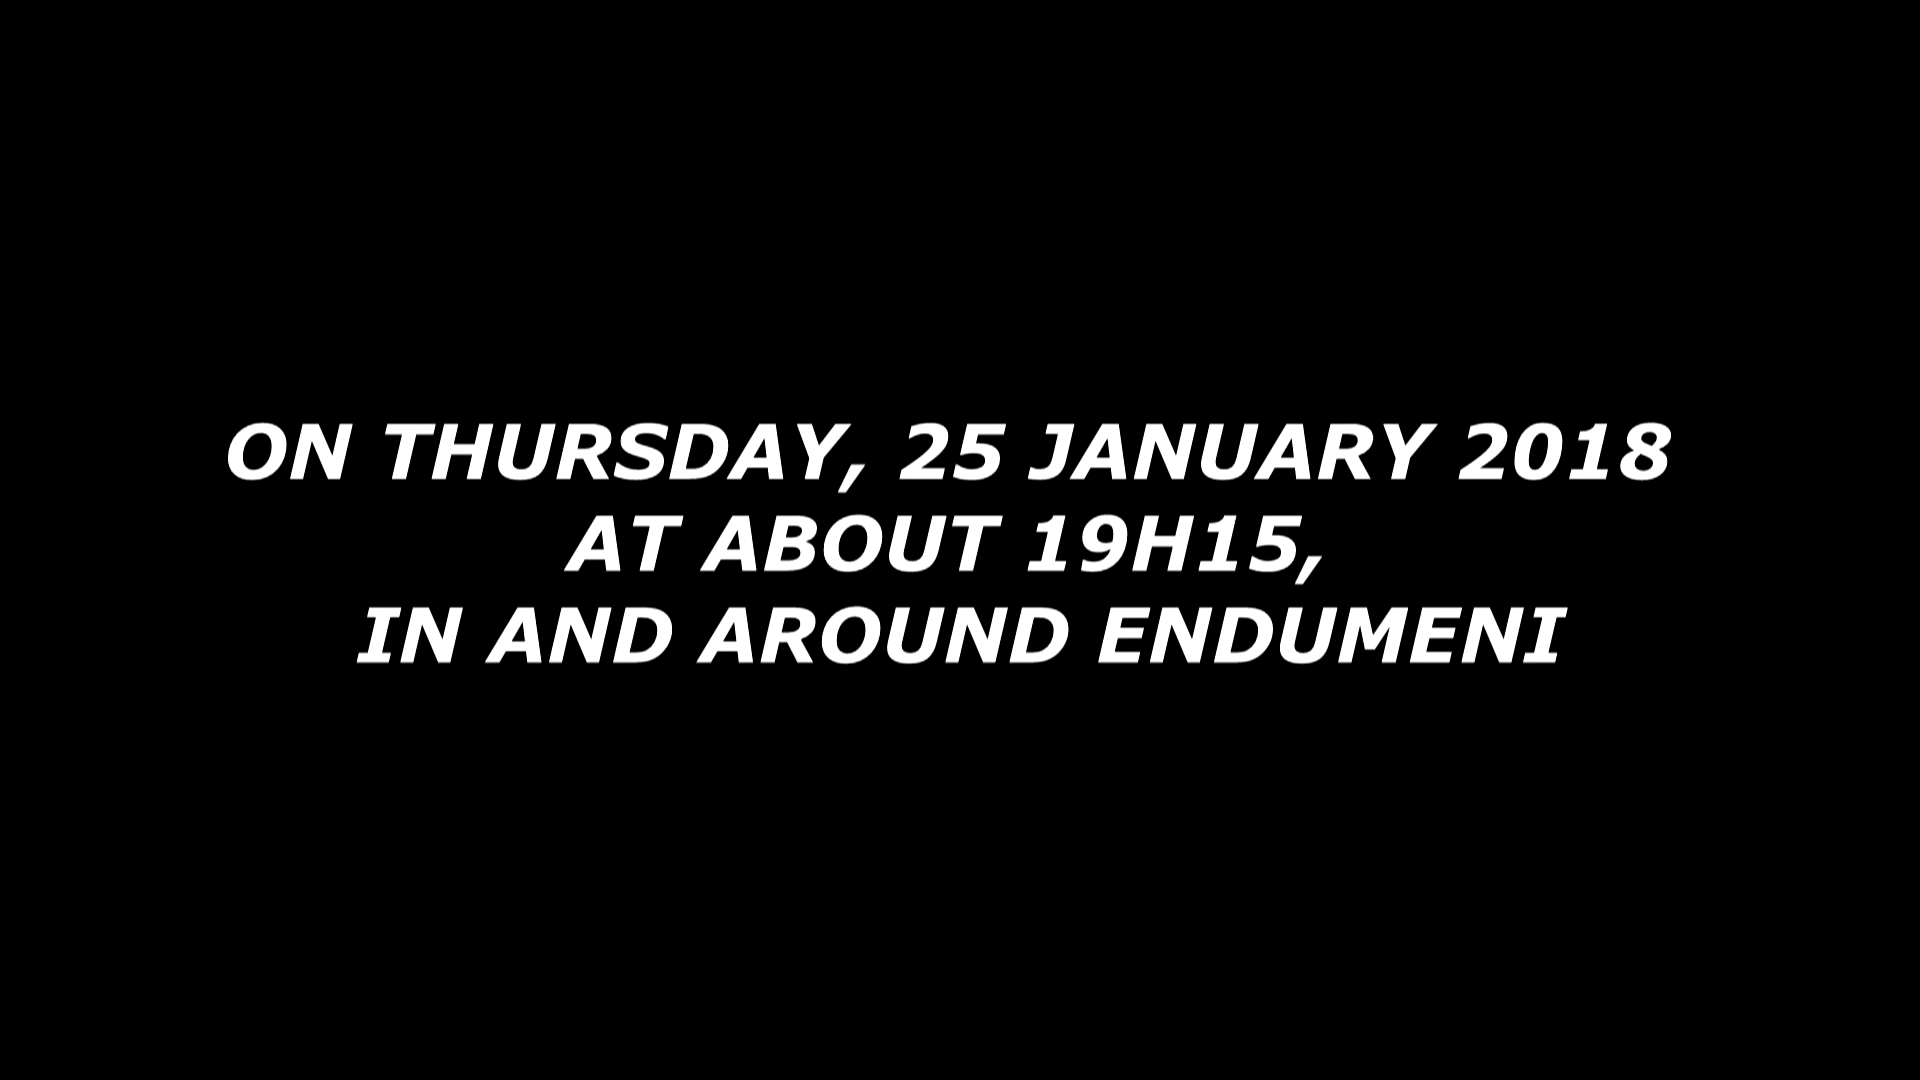 ON THURSDAY, 25 JANUARY 2018
AT ABOUT 19H15,
IN AND AROUND ENDUMENI